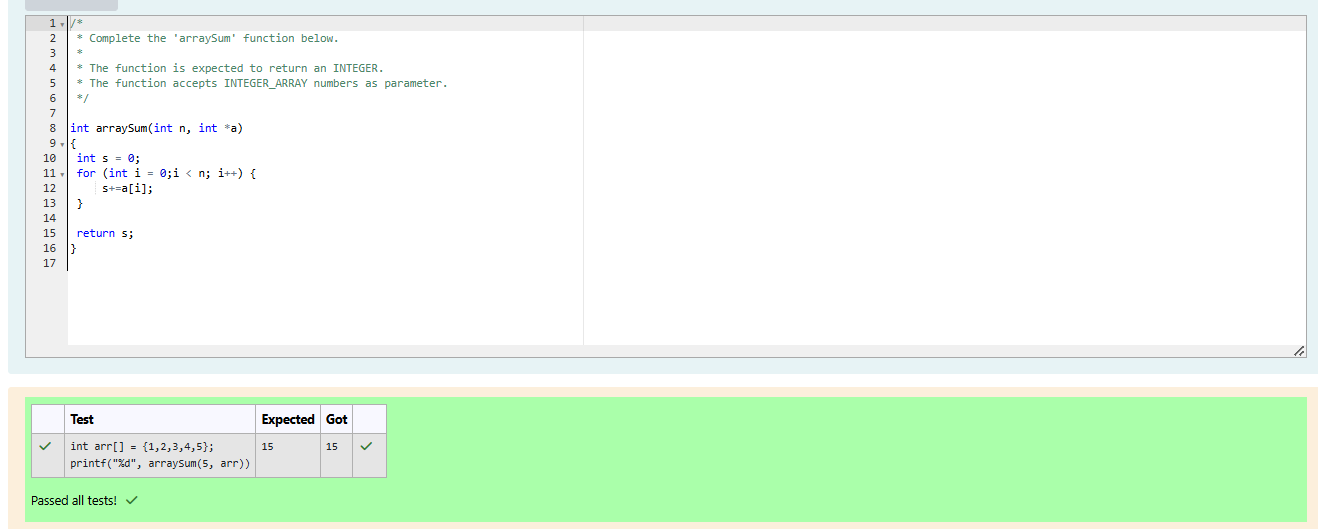 1 /*
2  * Complete the 'arraySum' function below.
3  *
4  * The function is expected to return an INTEGER.
5  * The function accepts INTEGER_ARRAY numbers as parameter.
6  */
7
8 int arraySum(int n, int *a)
9 {
10  int s = 0;
11  for (int i = 0;i < n; i++) {
12      s+=a[i];
13  }
14
15  return s;
16 }
17
Test Expected Got
int arr[] = {1,2,3,4,5}; 15 15
printf("%d", arraySum(5, arr))
Passed all tests!